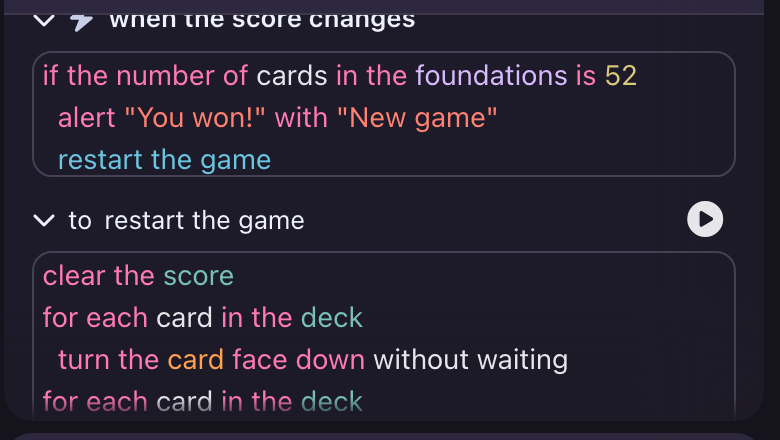 when the score changes
if the number of cards in the foundations is 52
alert "You won!" with "New game"
restart the game
to restart the game
clear the score
for each card in the deck
turn the card face down without waiting
for each card in the deck